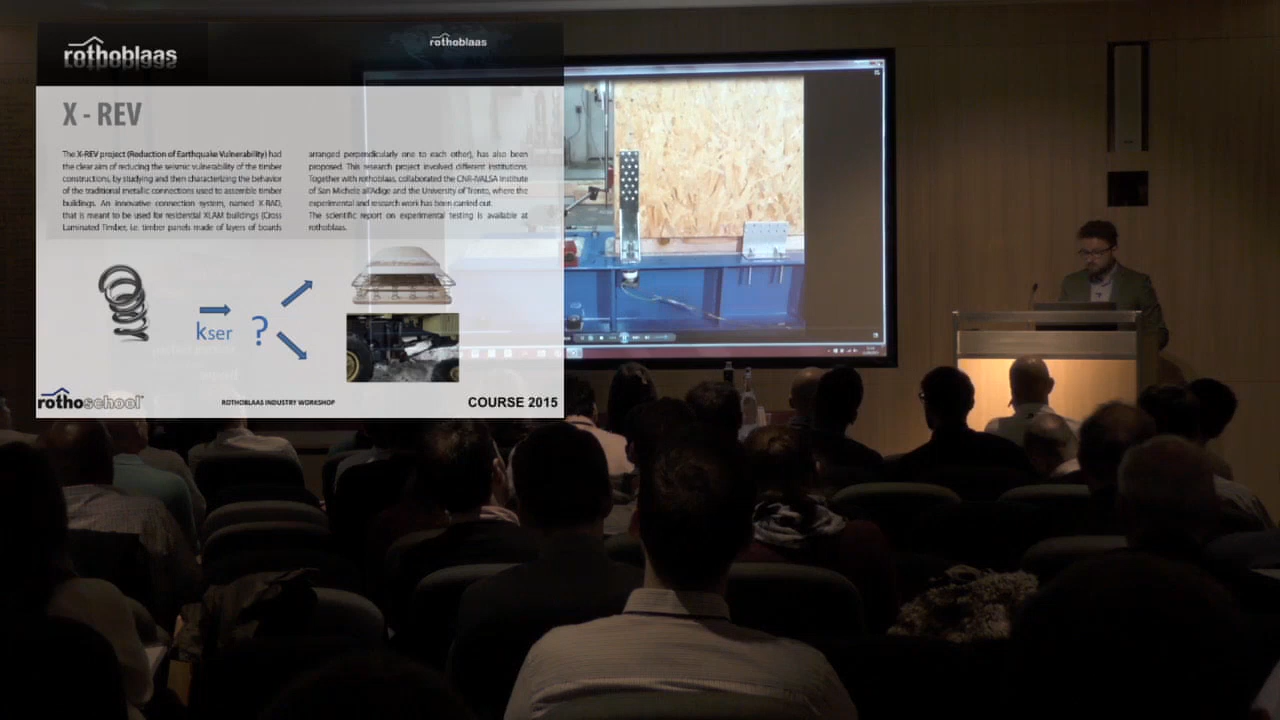 rothoblaas
rothoblaas
X - REV
The X-REV project (Reduction of Earthquake Vulnerability) had
the clear aim of reducing the seismic vulnerability of the timber
constructions, by studying and then characterizing the behavior
of the traditional metallic connections used to assemble timber
buildings. An innovative connection system, named X-RAD,
that is meant to be used for residential XLAM buildings (Cross
Laminated Timber, i.e. timber panels made of layers of boards
arranged perpendicularly one to each other), has also been
proposed. This research project involved different institutions.
Together with rothoblaas, collaborated the CNR-IVALSA Institute
of San Michele all'Adige and the University of Trento, where the
experimental and research work has been carried out.
The scientific report on experimental testing is available at
rothoblaas.
kser
?
rothoschool
ROTHOBLAAS INDUSTRY WORKSHOP
COURSE 2015